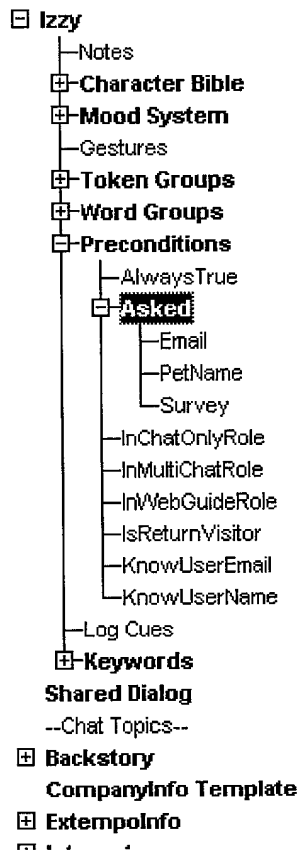 Izzy
Notes
Character Bible
Mood System
Gestures
Token Groups
Word Groups
Preconditions
AlwaysTrue
Asked
Email
PetName
Survey
InChatOnlyRole
InMultiChatRole
InWebGuideRole
IsReturnVisitor
KnowUserEmail
KnowUserName
Log Cues
Keywords
Shared Dialog
--Chat Topics--
Backstory
CompanyInfo Template
ExtempoInfo